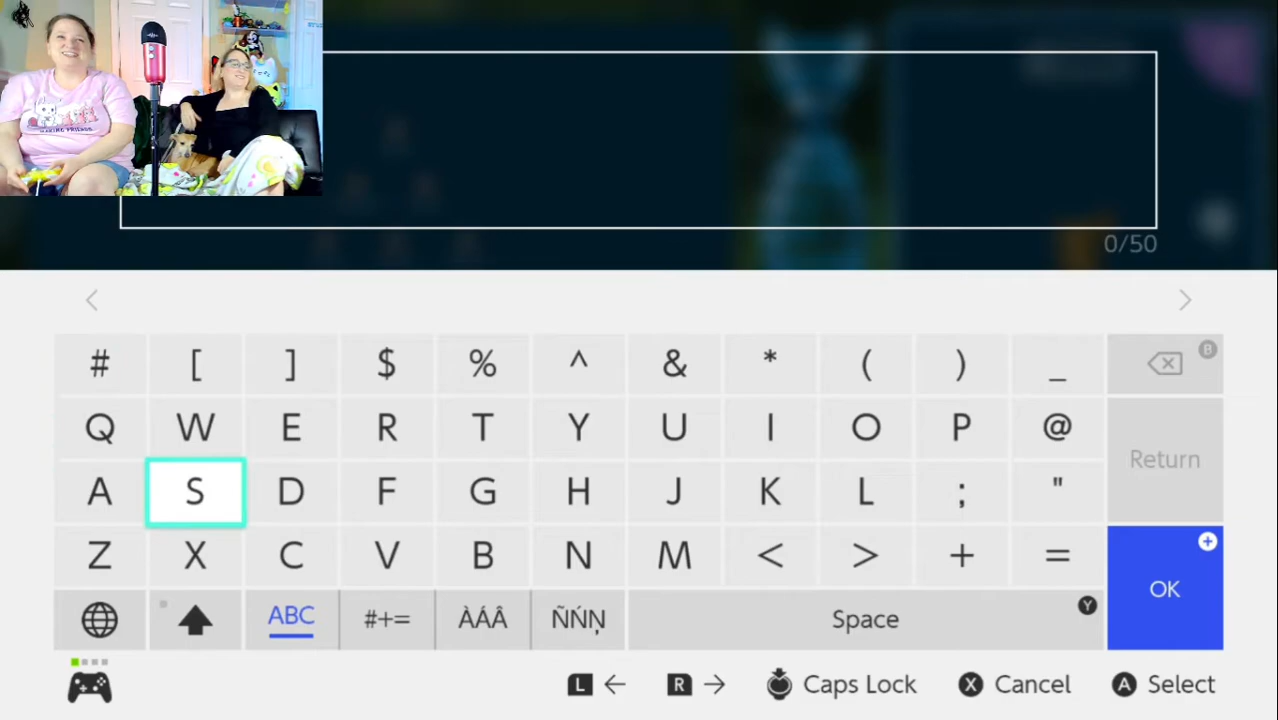 0/50
# [ ] $ % ^ & * ( ) _ B
Q W E R T Y U I O P @ Return
A S D F G H J K L ; "
Z X C V B N M < > + = OK +
ABC #+= ÀÁÂ ÑŃŅ Space Y
L ← R → Caps Lock X Cancel A Select